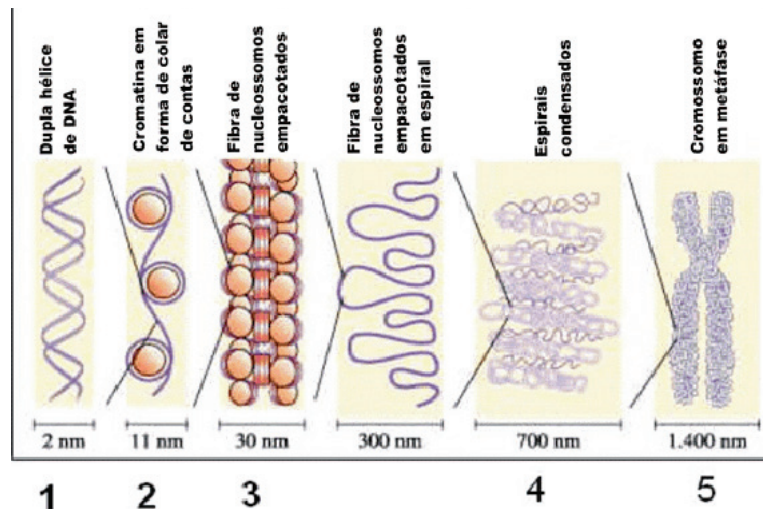 Dupla hélice
de DNA
Cromatina em
forma de colar
de contas
Fibra de
nucleossomos
empacotados
Fibra de
nucleossomos
empacotados
em espiral
Espirais
condensados
Cromossomo
em metáfase
2 nm
11 nm
30 nm
300 nm
700 nm
1.400 nm
1
2
3
4
5